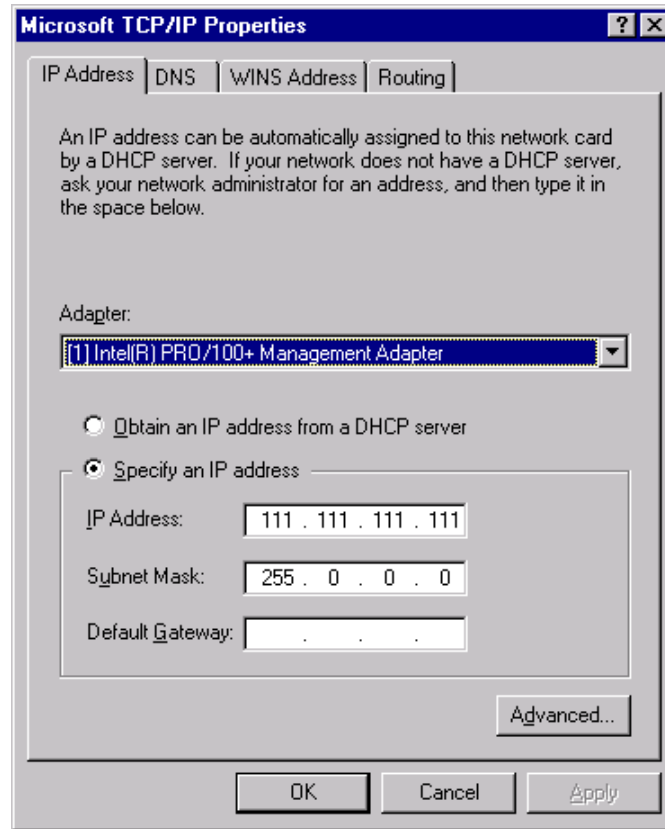 Microsoft TCP/IP Properties
? X
IP Address DNS WINS Address Routing
An IP address can be automatically assigned to this network card
by a DHCP server. If your network does not have a DHCP server,
ask your network administrator for an address, and then type it in
the space below.
Adapter:
[1] Intel(R) PRO/100+ Management Adapter
Obtain an IP address from a DHCP server
Specify an IP address
IP Address: 111 . 111 . 111 . 111
Subnet Mask: 255 . 0 . 0 . 0
Default Gateway: . . .
Advanced...
OK Cancel Apply